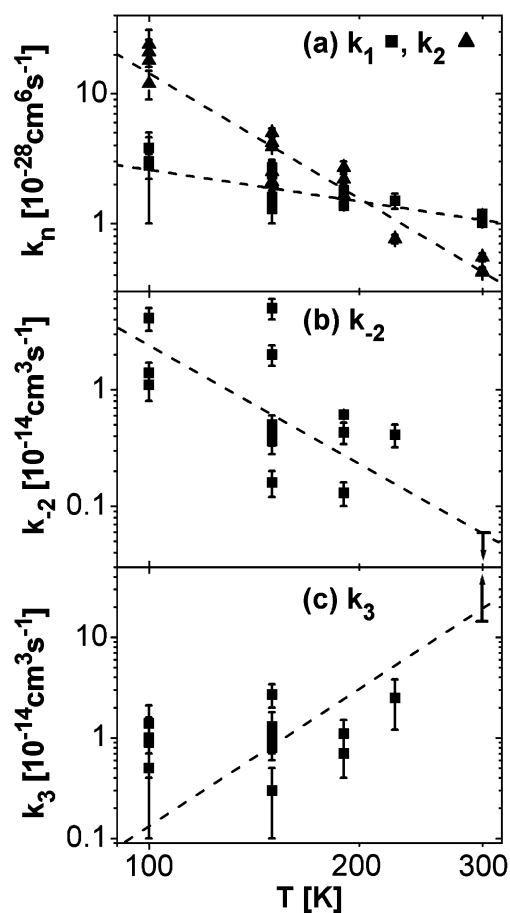 (a) k₁ ■, k₂ ▲
kₙ [10⁻²⁸cm⁶s⁻¹]
10
1
(b) k₋₂
k₋₂ [10⁻¹⁴cm³s⁻¹]
1
0.1
(c) k₃
k₃ [10⁻¹⁴cm³s⁻¹]
10
1
0.1
100 200 300
T [K]